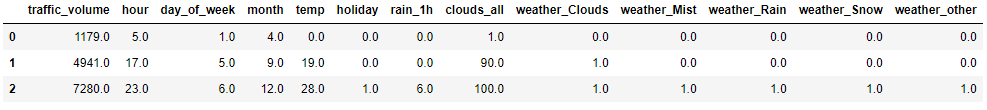 traffic_volume hour day_of_week month temp holiday rain_1h clouds_all weather_Clouds weather_Mist weather_Rain weather_Snow weather_other
0 1179.0 5.0 1.0 4.0 0.0 0.0 0.0 1.0 0.0 0.0 0.0 0.0 0.0
1 4941.0 17.0 5.0 9.0 19.0 0.0 0.0 90.0 1.0 0.0 0.0 0.0 0.0
2 7280.0 23.0 6.0 12.0 28.0 1.0 6.0 100.0 1.0 1.0 1.0 1.0 1.0